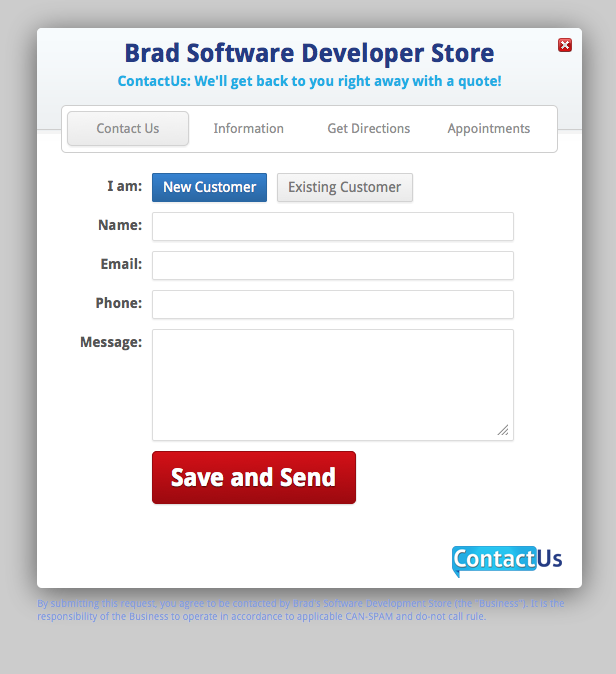 Brad Software Developer Store
ContactUs: We'll get back to you right away with a quote!
Contact Us
Information
Get Directions
Appointments
I am:
New Customer
Existing Customer
Name:
Email:
Phone:
Message:
Save and Send
ContactUs
By submitting this request, you agree to be contacted by Brad's Software Development Store (the "Business"). It is the
responsibility of the Business to operate in accordance to applicable CAN-SPAM and do-not call rule.